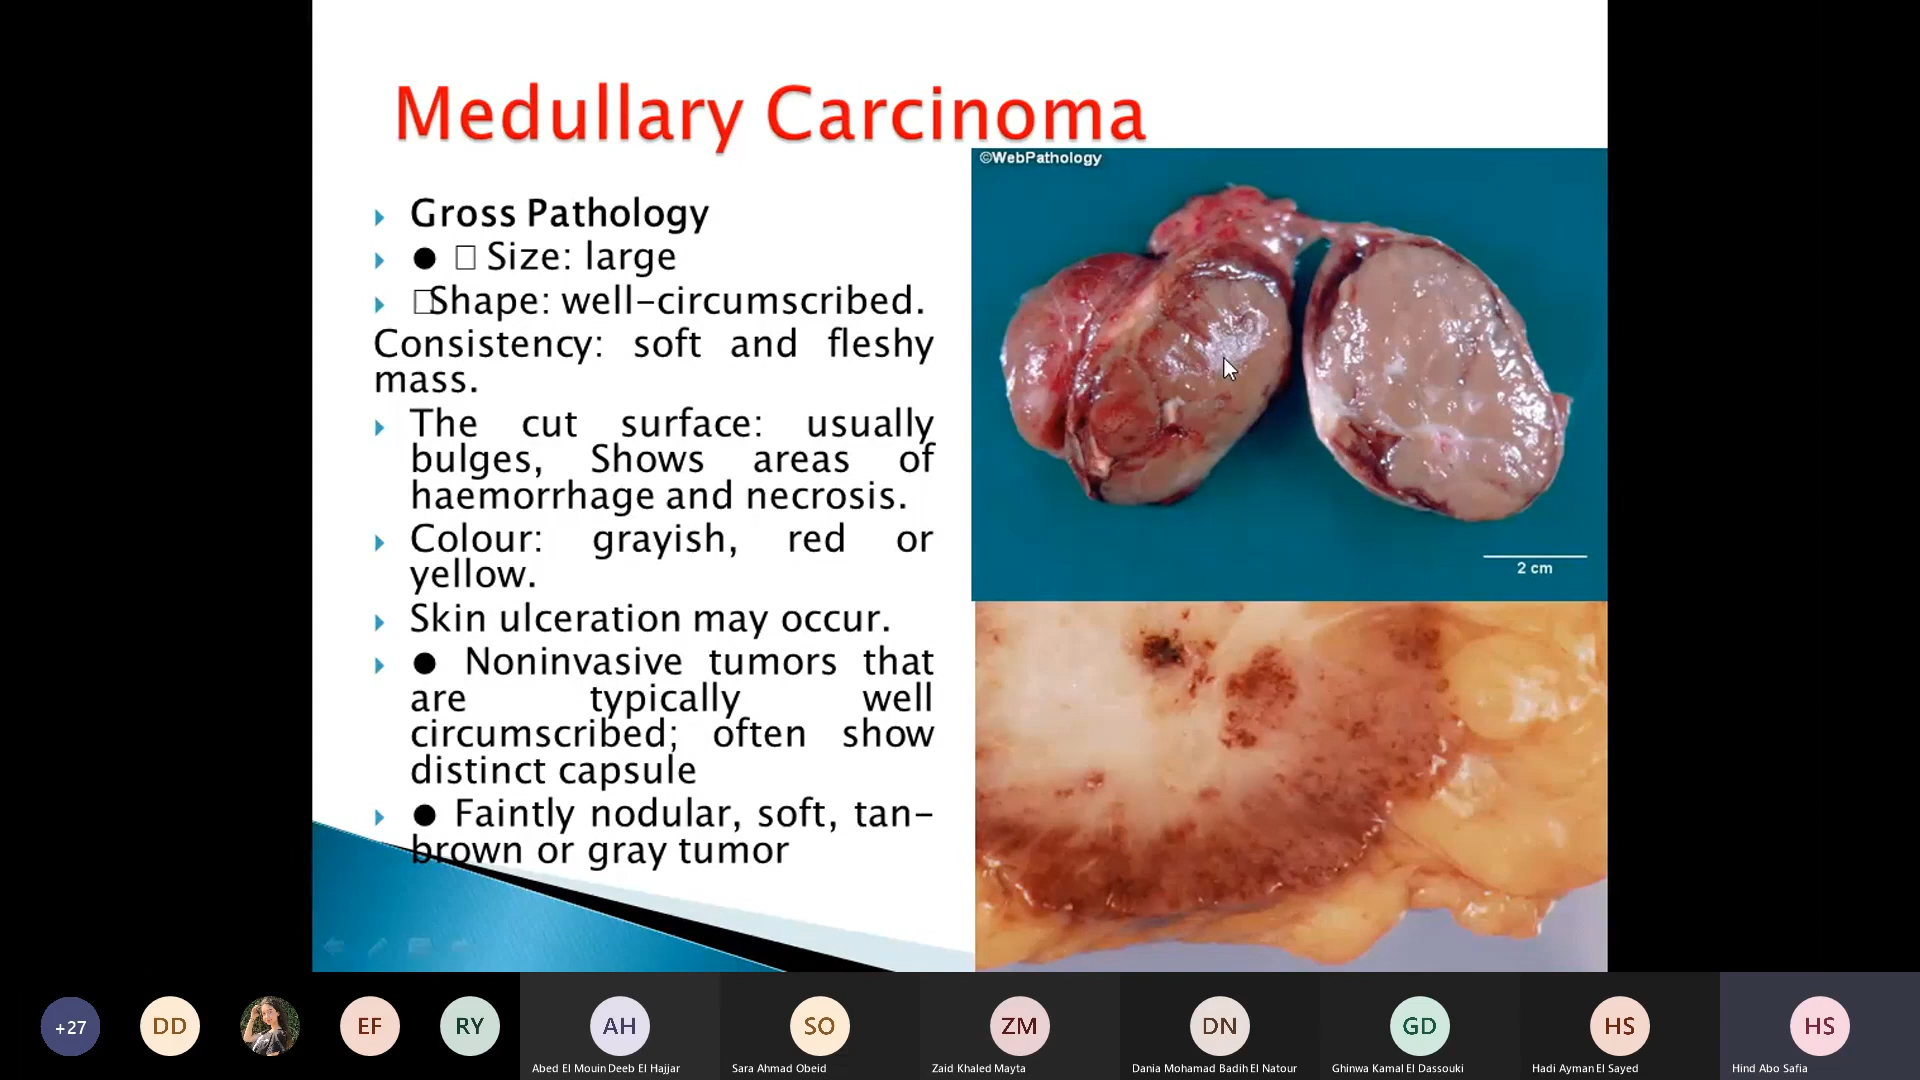 Medullary Carcinoma
©WebPathology
Gross Pathology
● □ Size: large
□Shape: well-circumscribed.
Consistency: soft and fleshy
mass.
The cut surface: usually
bulges, Shows areas of
haemorrhage and necrosis.
Colour: grayish, red or
yellow.
Skin ulceration may occur.
● Noninvasive tumors that
are typically well
circumscribed; often show
distinct capsule
● Faintly nodular, soft, tan-
brown or gray tumor
2 cm
+27
DD
EF
RY
AH
SO
ZM
DN
GD
HS
HS
Abed El Mouin Deeb El Hajjar
Sara Ahmad Obeid
Zaid Khaled Mayta
Dania Mohamad Badih El Natour
Ghinwa Kamal El Dassouki
Hadi Ayman El Sayed
Hind Abo Safia